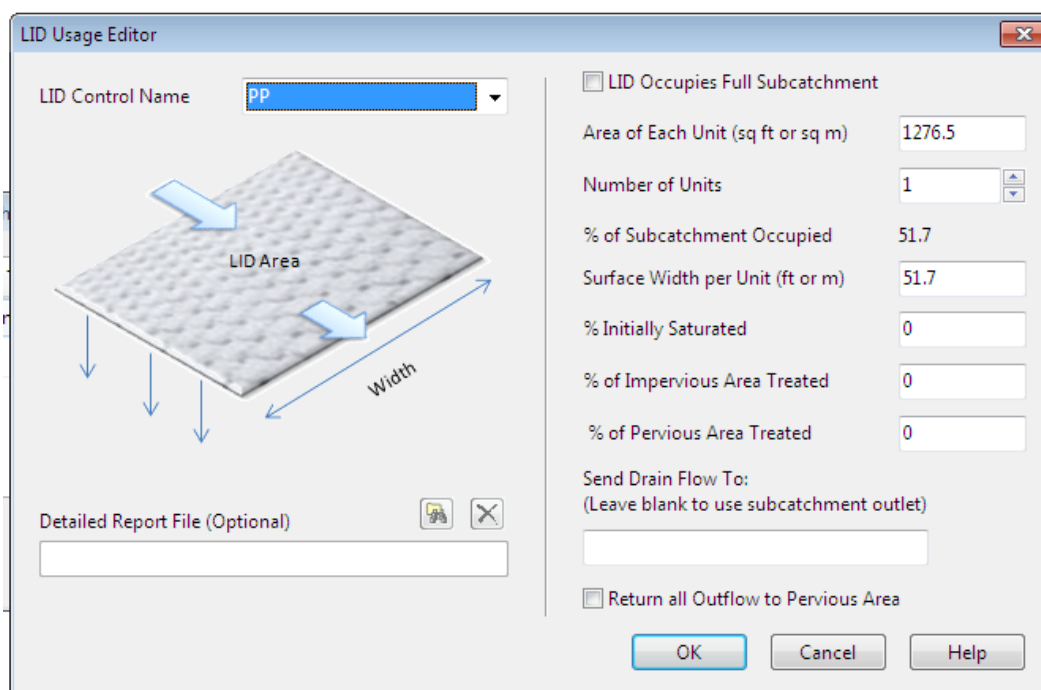 LID Usage Editor
LID Control Name
PP
LID Area
Width
Detailed Report File (Optional)
LID Occupies Full Subcatchment
Area of Each Unit (sq ft or sq m) 1276.5
Number of Units 1
% of Subcatchment Occupied 51.7
Surface Width per Unit (ft or m) 51.7
% Initially Saturated 0
% of Impervious Area Treated 0
% of Pervious Area Treated 0
Send Drain Flow To:
(Leave blank to use subcatchment outlet)
Return all Outflow to Pervious Area
OK Cancel Help